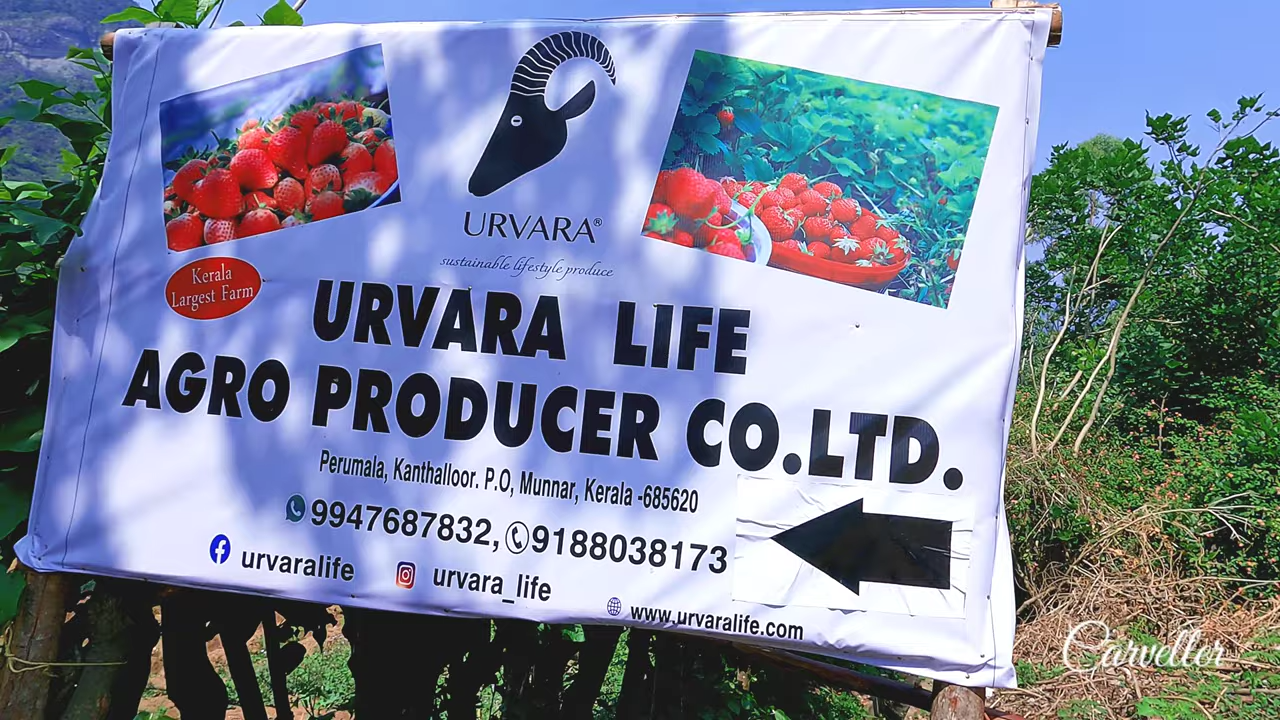 URVARA®
sustainable lifestyle produce
Kerala
Largest Farm
URVARA LIFE
AGRO PRODUCER CO.LTD.
Perumala, Kanthalloor. P.O, Munnar, Kerala -685620
9947687832, 9188038173
urvaralife urvara_life
www.urvaralife.com
Carveller